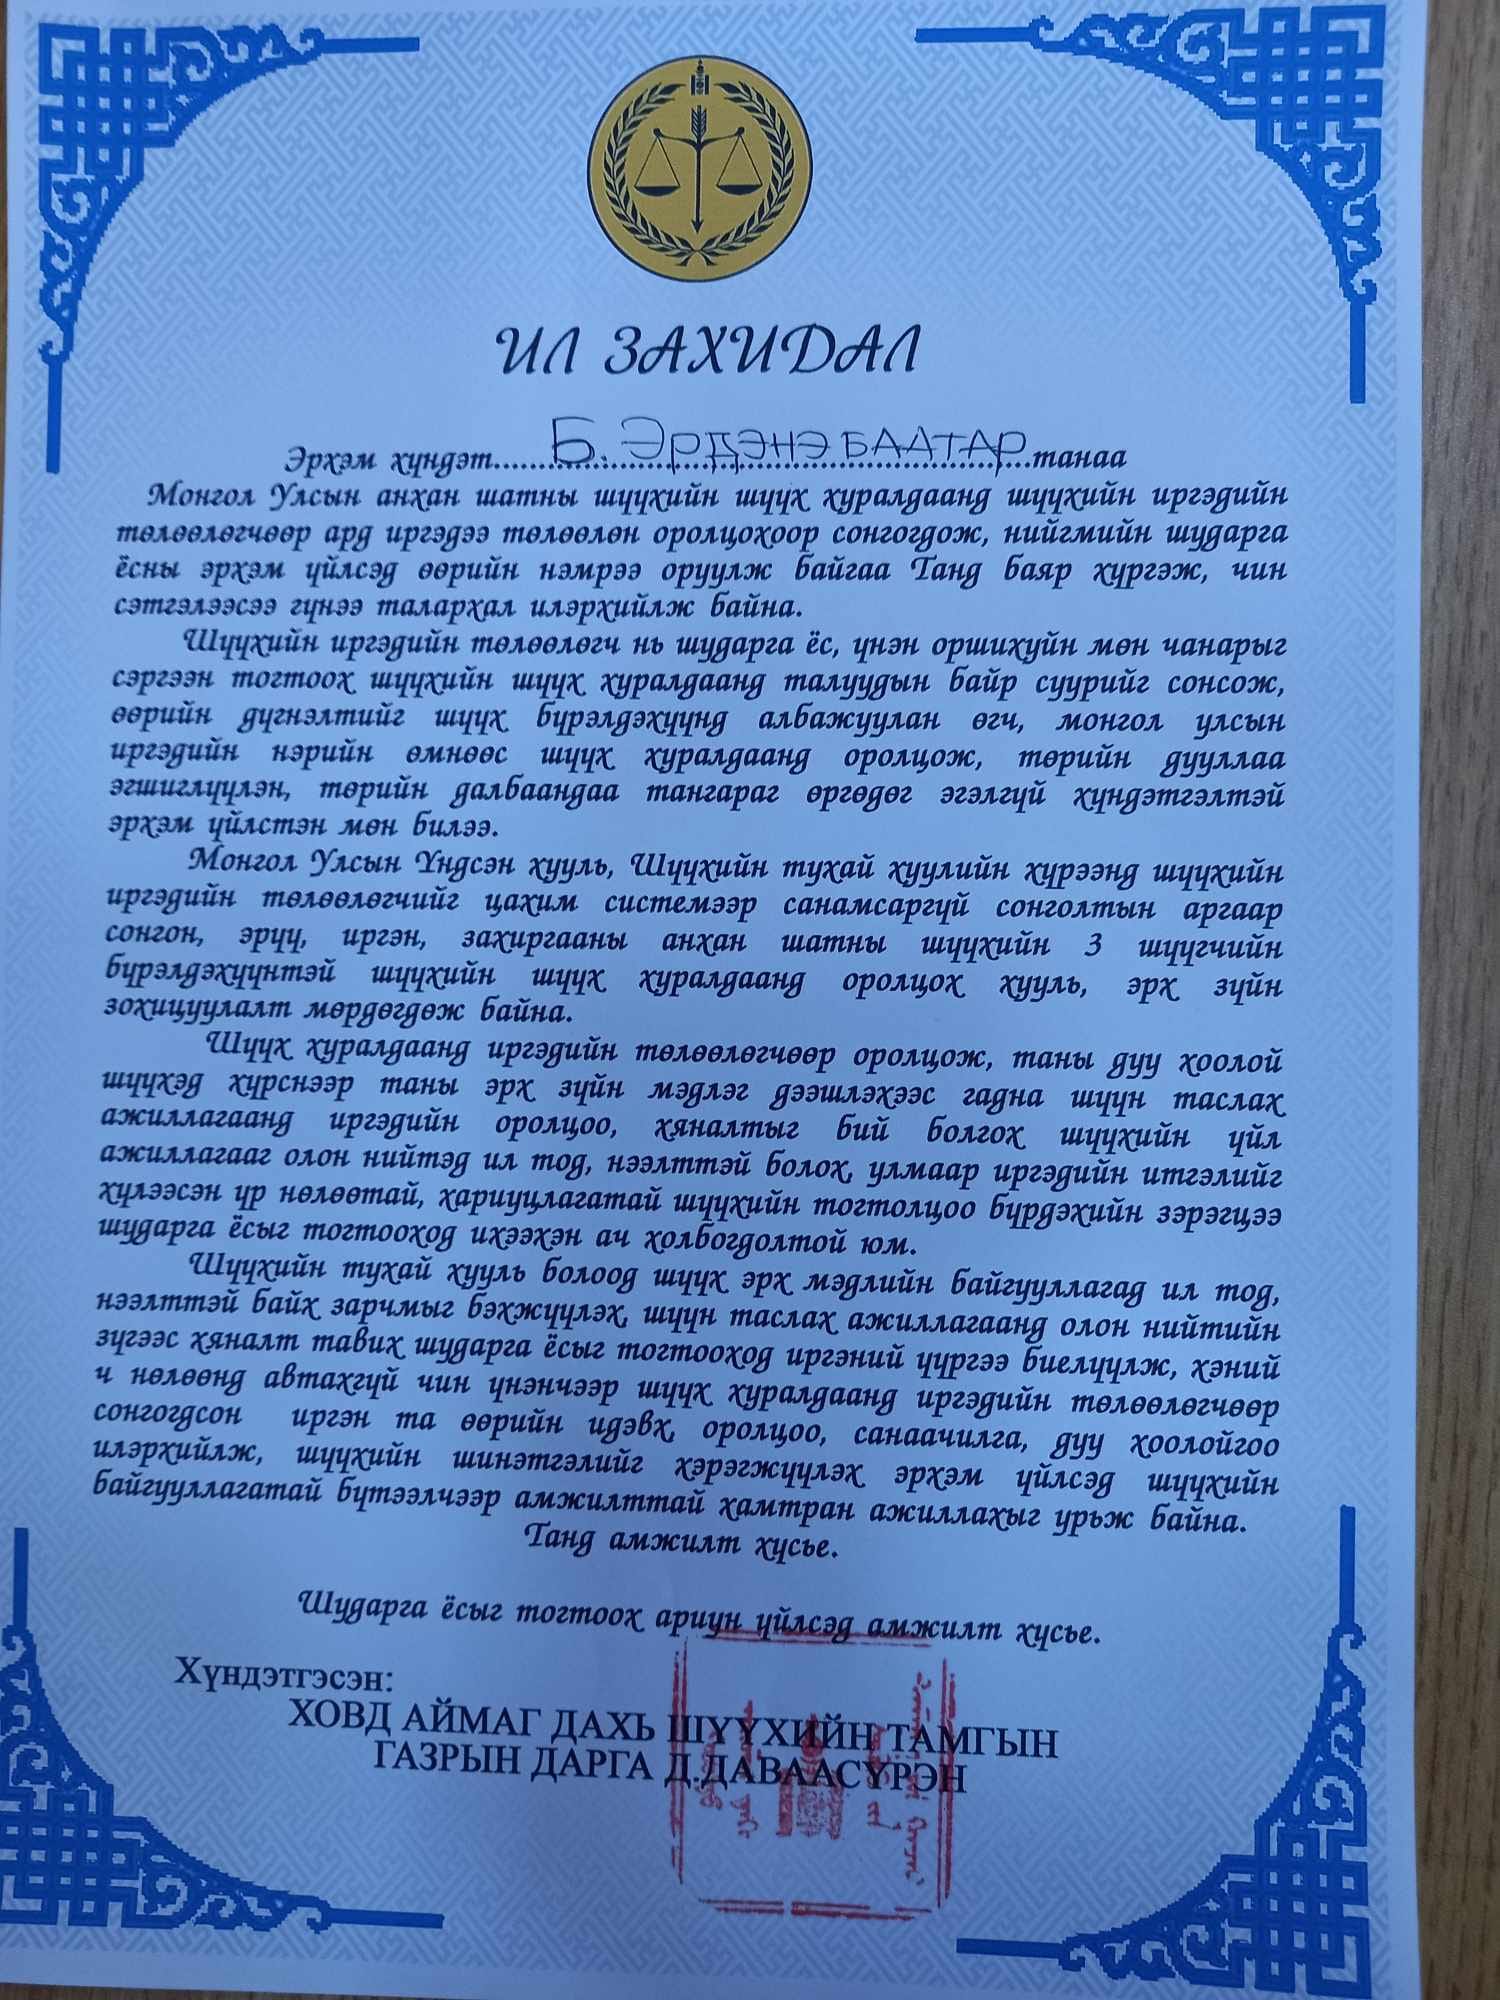 ИЛ ЗАХИДАЛ
Эрхэм хүндэт......Б. ЭРДЭНЭБААТАР......танаа
Монгол Улсын анхан шатны шүүхийн шүүх хуралдаанд шүүхийн иргэдийн
төлөөлөгчөөр ард иргэдээ төлөөлөн оролцохоор сонгогдож, нийгмийн шударга
ёсны эрхэм үйлсэд өөрийн нэмрээ оруулж байгаа Танд баяр хүргэж, чин
сэтгэлээсээ гүнээ талархал илэрхийлж байна.
Шүүхийн иргэдийн төлөөлөгч нь шударга ёс, үнэн оршихуйн мөн чанарыг
сэргээн тогтоох шүүхийн шүүх хуралдаанд талуудын байр суурийг сонсож,
өөрийн дүгнэлтийг шүүх бүрэлдэхүүнд албажуулан өгч, монгол улсын
иргэдийн нэрийн өмнөөс шүүх хуралдаанд оролцож, төрийн дууллаа
эгшиглүүлэн, төрийн далбаандаа тангараг өргөдөг эгэлгүй хүндэтгэлтэй
эрхэм үйлстэн мөн билээ.
Монгол Улсын Үндсэн хууль, Шүүхийн тухай хуулийн хүрээнд шүүхийн
иргэдийн төлөөлөгчийг цахим системээр санамсаргүй сонголтын аргаар
сонгон, эрүү, иргэн, захиргааны анхан шатны шүүхийн 3 шүүгчийн
бүрэлдэхүүнтэй шүүхийн шүүх хуралдаанд оролцох хууль, эрх зүйн
зохицуулалт мөрдөгдөж байна.
Шүүх хуралдаанд иргэдийн төлөөлөгчөөр оролцож, таны дуу хоолой
шүүхэд хүрснээр таны эрх зүйн мэдлэг дээшлэхээс гадна шүүн таслах
ажиллагаанд иргэдийн оролцоо, хяналтыг бий болгох шүүхийн үйл
ажиллагааг олон нийтэд ил тод, нээлттэй болох, улмаар иргэдийн итгэлийг
хүлээсэн үр нөлөөтэй, хариуцлагатай шүүхийн тогтолцоо бүрдэхийн зэрэгцээ
шударга ёсыг тогтооход ихээхэн ач холбогдолтой юм.
Шүүхийн тухай хууль болоод шүүх эрх мэдлийн байгууллагад ил тод,
нээлттэй байх зарчмыг бэхжүүлэх, шүүн таслах ажиллагаанд олон нийтийн
зүгээс хяналт тавих шударга ёсыг тогтооход иргэний үүргээ биелүүлж, хэний
ч нөлөөнд автахгүй чин үнэнчээр шүүх хуралдаанд иргэдийн төлөөлөгчөөр
сонгогдсон иргэн та өөрийн идэвх, оролцоо, санаачилга, дуу хоолойгоо
илэрхийлж, шүүхийн шинэтгэлийг хэрэгжүүлэх эрхэм үйлсэд шүүхийн
байгууллагатай бүтээлчээр амжилттай хамтран ажиллахыг урьж байна.
Танд амжилт хүсье.
Шударга ёсыг тогтоох ариун үйлсэд амжилт хүсье.
Хүндэтгэсэн:
ХОВД АЙМАГ ДАХЬ ШҮҮХИЙН ТАМГЫН
ГАЗРЫН ДАРГА Д.ДАВААСҮРЭН